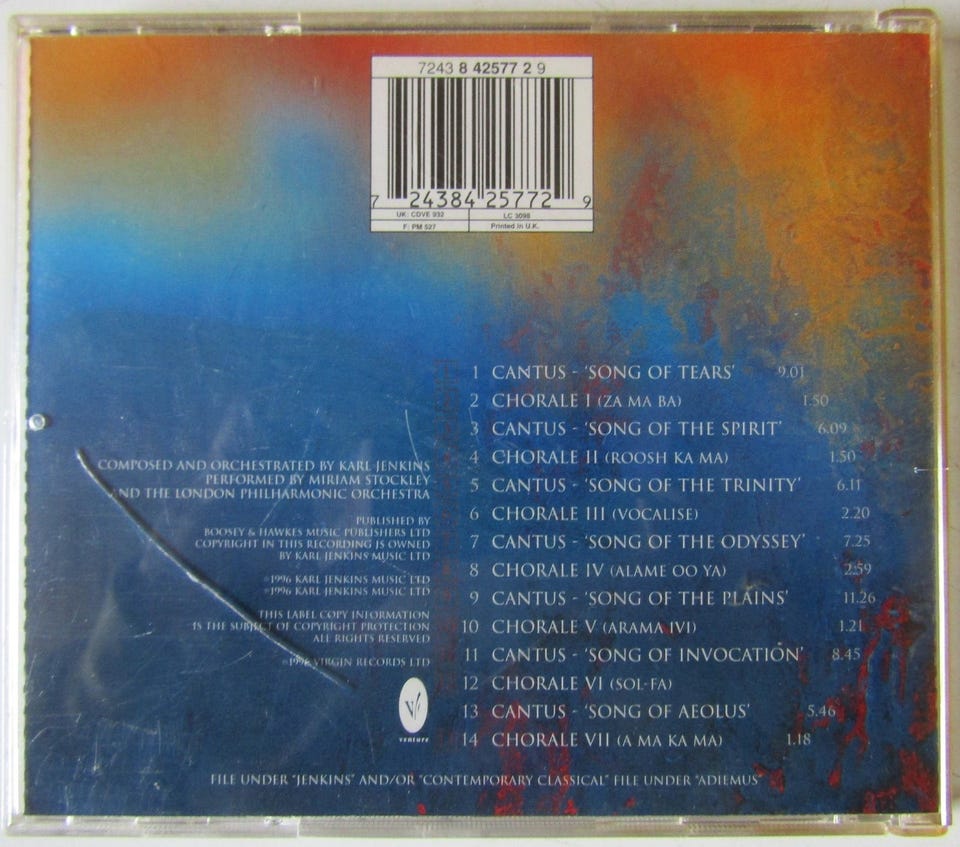 7243 8 42577 2 9
7 24384 25772 9
UK: CDVE 932
LC 3098
F: PM 527
Printed in U.K.
1 CANTUS - 'SONG OF TEARS' 9.01
2 CHORALE I (ZA MA BA) 1.50
3 CANTUS - 'SONG OF THE SPIRIT' 6.09
4 CHORALE II (ROOSH KA MA) 1.50
5 CANTUS - 'SONG OF THE TRINITY' 6.11
6 CHORALE III (VOCALISE) 2.20
7 CANTUS - 'SONG OF THE ODYSSEY' 7.25
8 CHORALE IV (ALAME OO YA) 2.59
9 CANTUS - 'SONG OF THE PLAINS' 11.26
10 CHORALE V (ARAMA IVI) 1.21
11 CANTUS - 'SONG OF INVOCATION' 8.45
12 CHORALE VI (SOL-FA)
13 CANTUS - 'SONG OF AEOLUS' 5.46
14 CHORALE VII (A MA KA MA) 1.18
COMPOSED AND ORCHESTRATED BY KARL JENKINS
PERFORMED BY MIRIAM STOCKLEY
AND THE LONDON PHILHARMONIC ORCHESTRA
PUBLISHED BY
BOOSEY & HAWKES MUSIC PUBLISHERS LTD
COPYRIGHT IN THIS RECORDING IS OWNED
BY KARL JENKINS MUSIC LTD
℗1996 KARL JENKINS MUSIC LTD
©1996 KARL JENKINS MUSIC LTD
THIS LABEL COPY INFORMATION
IS THE SUBJECT OF COPYRIGHT PROTECTION
ALL RIGHTS RESERVED
©1996 VIRGIN RECORDS LTD
VENTURE
FILE UNDER "JENKINS" AND/OR "CONTEMPORARY CLASSICAL" FILE UNDER "ADIEMUS"